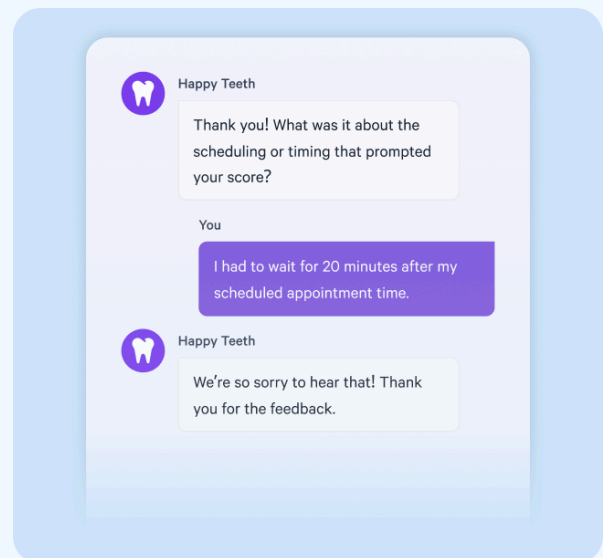 Happy Teeth
Thank you! What was it about the
scheduling or timing that prompted
your score?
You
I had to wait for 20 minutes after my
scheduled appointment time.
Happy Teeth
We're so sorry to hear that! Thank
you for the feedback.